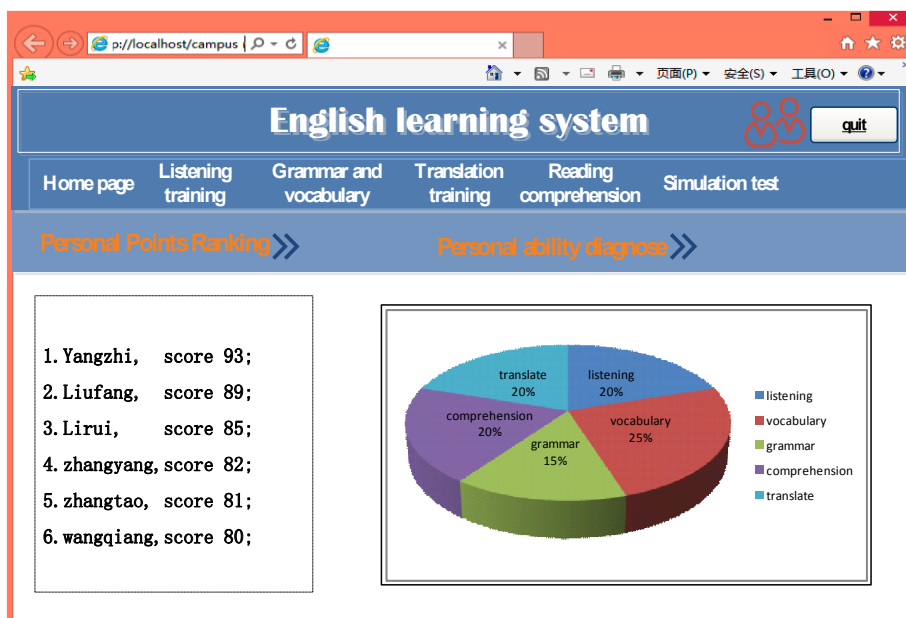 p://localhost/campus
页面(P) 安全(S) 工具(O)
English learning system
quit
Home page
Listening training
Grammar and vocabulary
Translation training
Reading comprehension
Simulation test
Personal Points Ranking
Personal ability diagnose
1.Yangzhi, score 93;
2.Liufang, score 89;
3.Lirui, score 85;
4.zhangyang,score 82;
5.zhangtao, score 81;
6.wangqiang,score 80;
translate
20%
listening
20%
comprehension
20%
vocabulary
25%
grammar
15%
listening
vocabulary
grammar
comprehension
translate